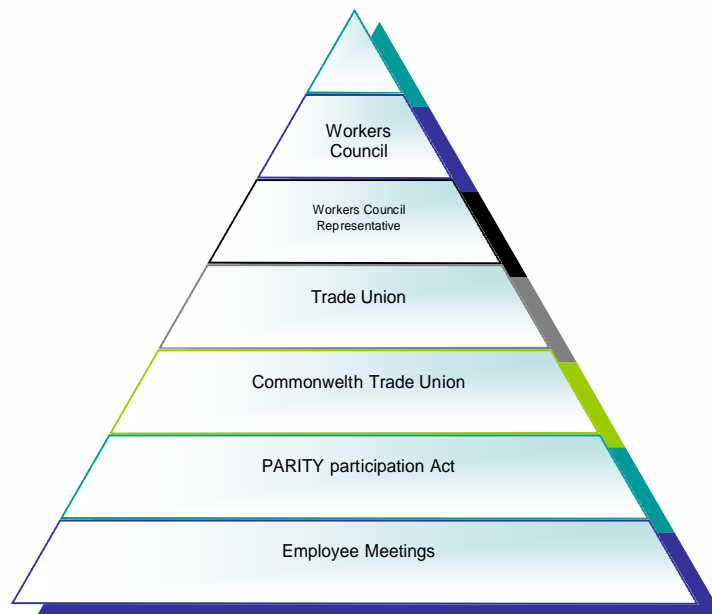 Workers
Council
Workers Council
Representative
Trade Union
Commonwelth Trade Union
PARITY participation Act
Employee Meetings